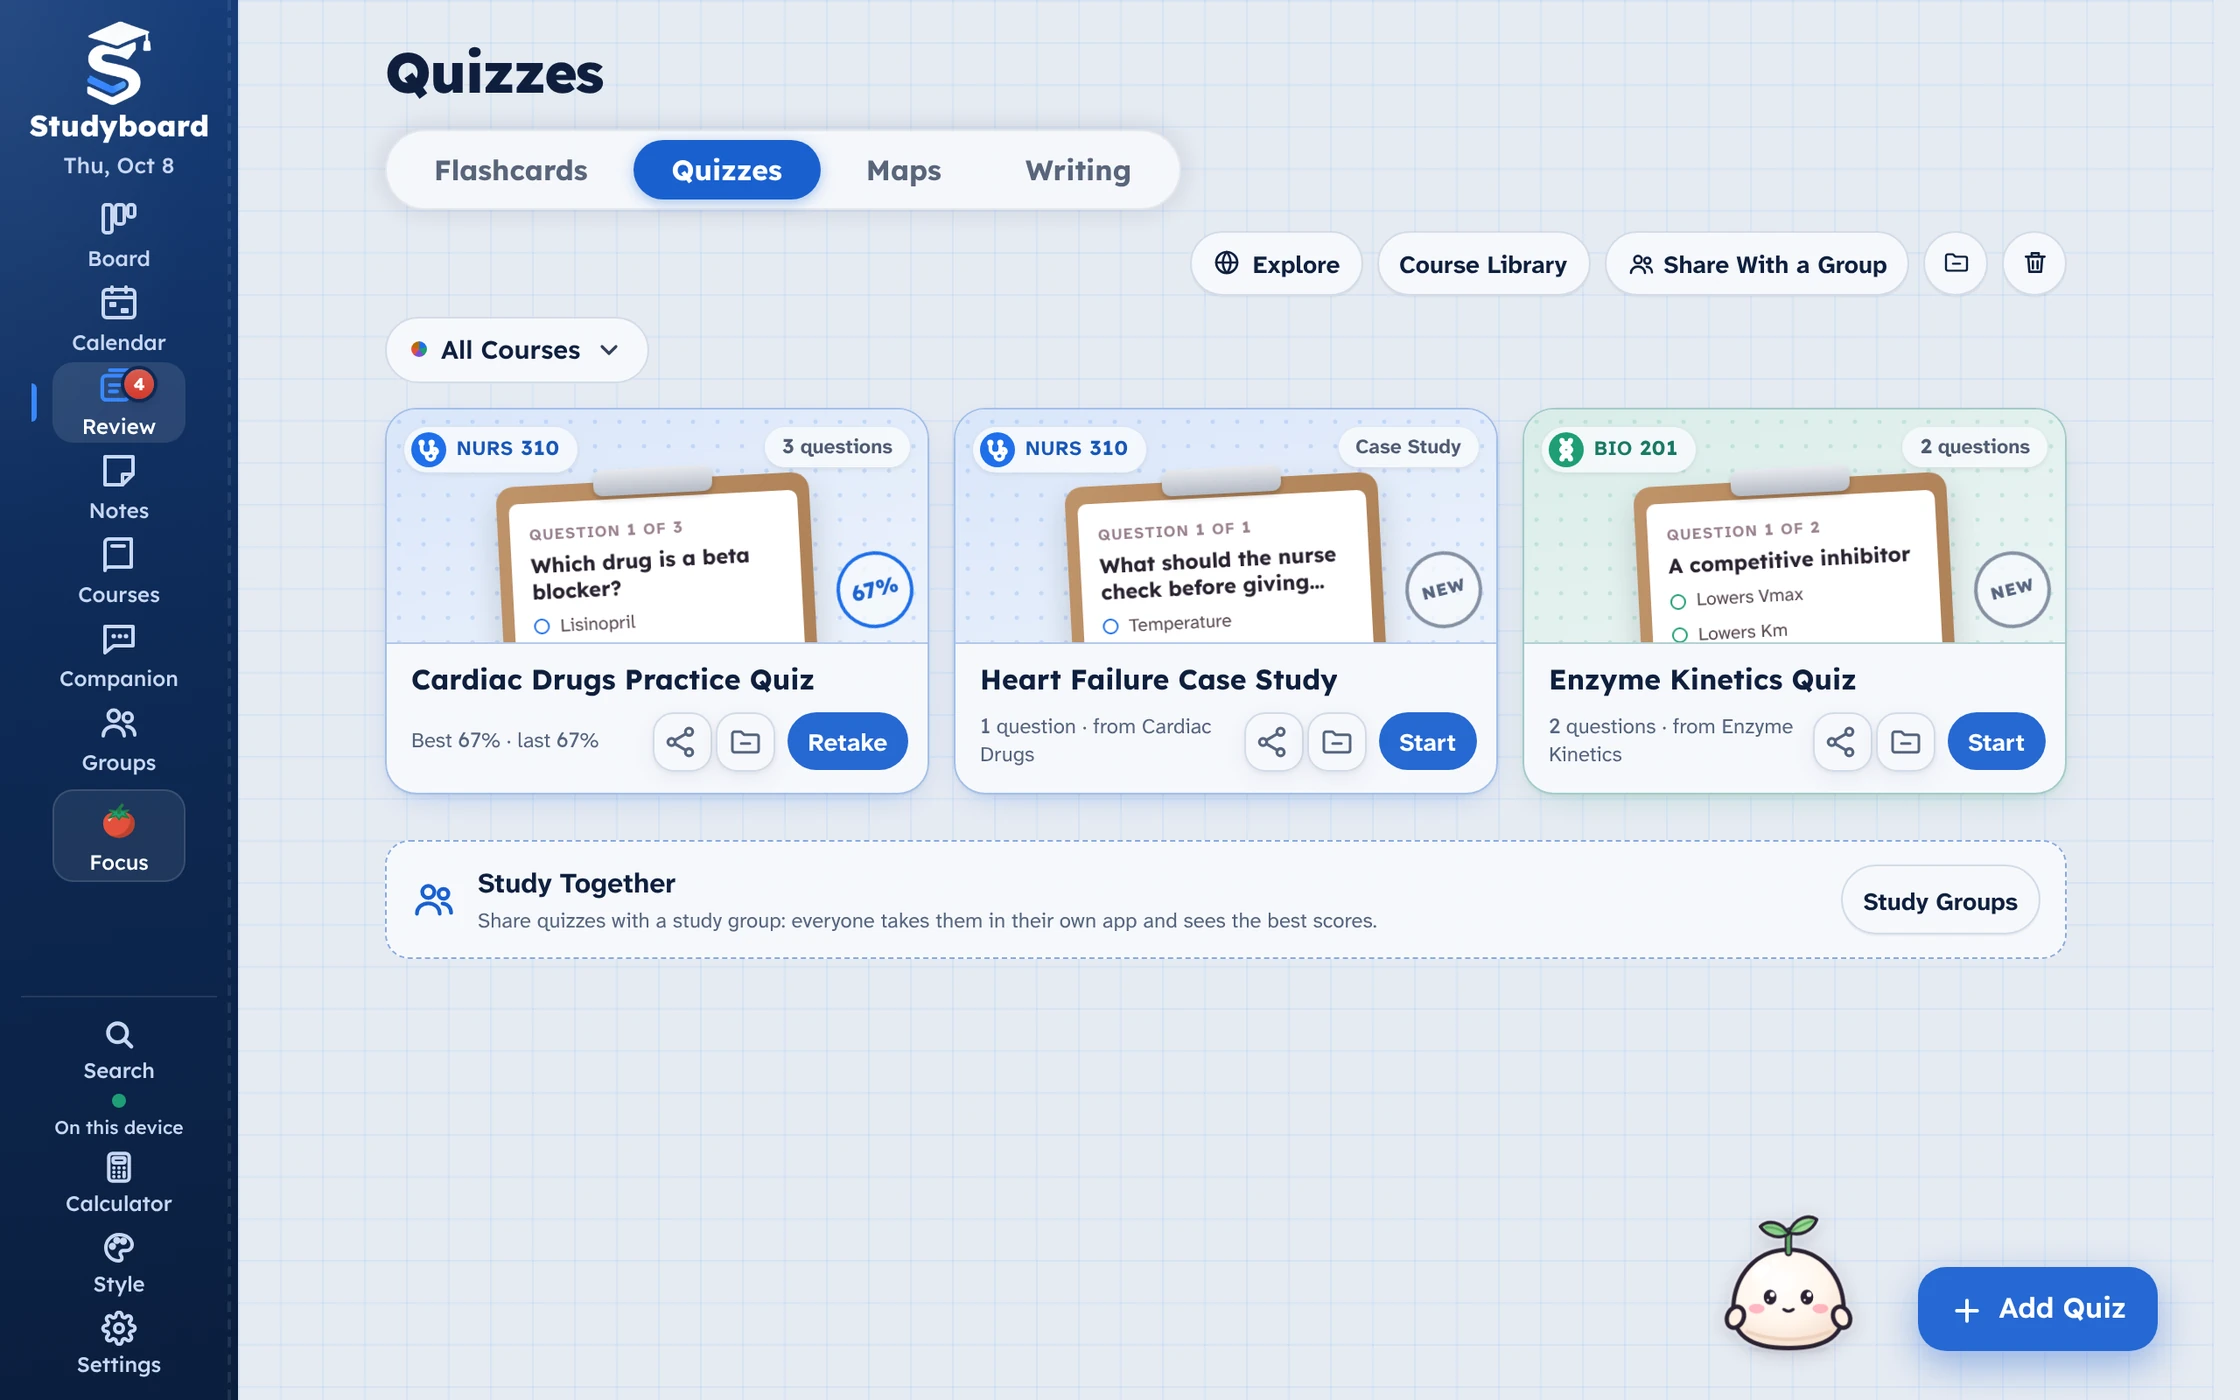 Studyboard
Thu, Oct 8
Board
Calendar
4
Review
Notes
Courses
Companion
Groups
Focus
Search
On this device
Calculator
Style
Settings
Quizzes
Flashcards
Quizzes
Maps
Writing
Explore
Course Library
Share With a Group
All Courses
NURS 310
3 questions
QUESTION 1 OF 3
Which drug is a beta
blocker?
Lisinopril
67%
Cardiac Drugs Practice Quiz
Best 67% · last 67%
Retake
NURS 310
Case Study
QUESTION 1 OF 1
What should the nurse
check before giving...
Temperature
NEW
Heart Failure Case Study
1 question · from Cardiac
Drugs
Start
BIO 201
2 questions
QUESTION 1 OF 2
A competitive inhibitor
Lowers Vmax
Lowers Km
NEW
Enzyme Kinetics Quiz
2 questions · from Enzyme
Kinetics
Start
Study Together
Share quizzes with a study group: everyone takes them in their own app and sees the best scores.
Study Groups
+ Add Quiz